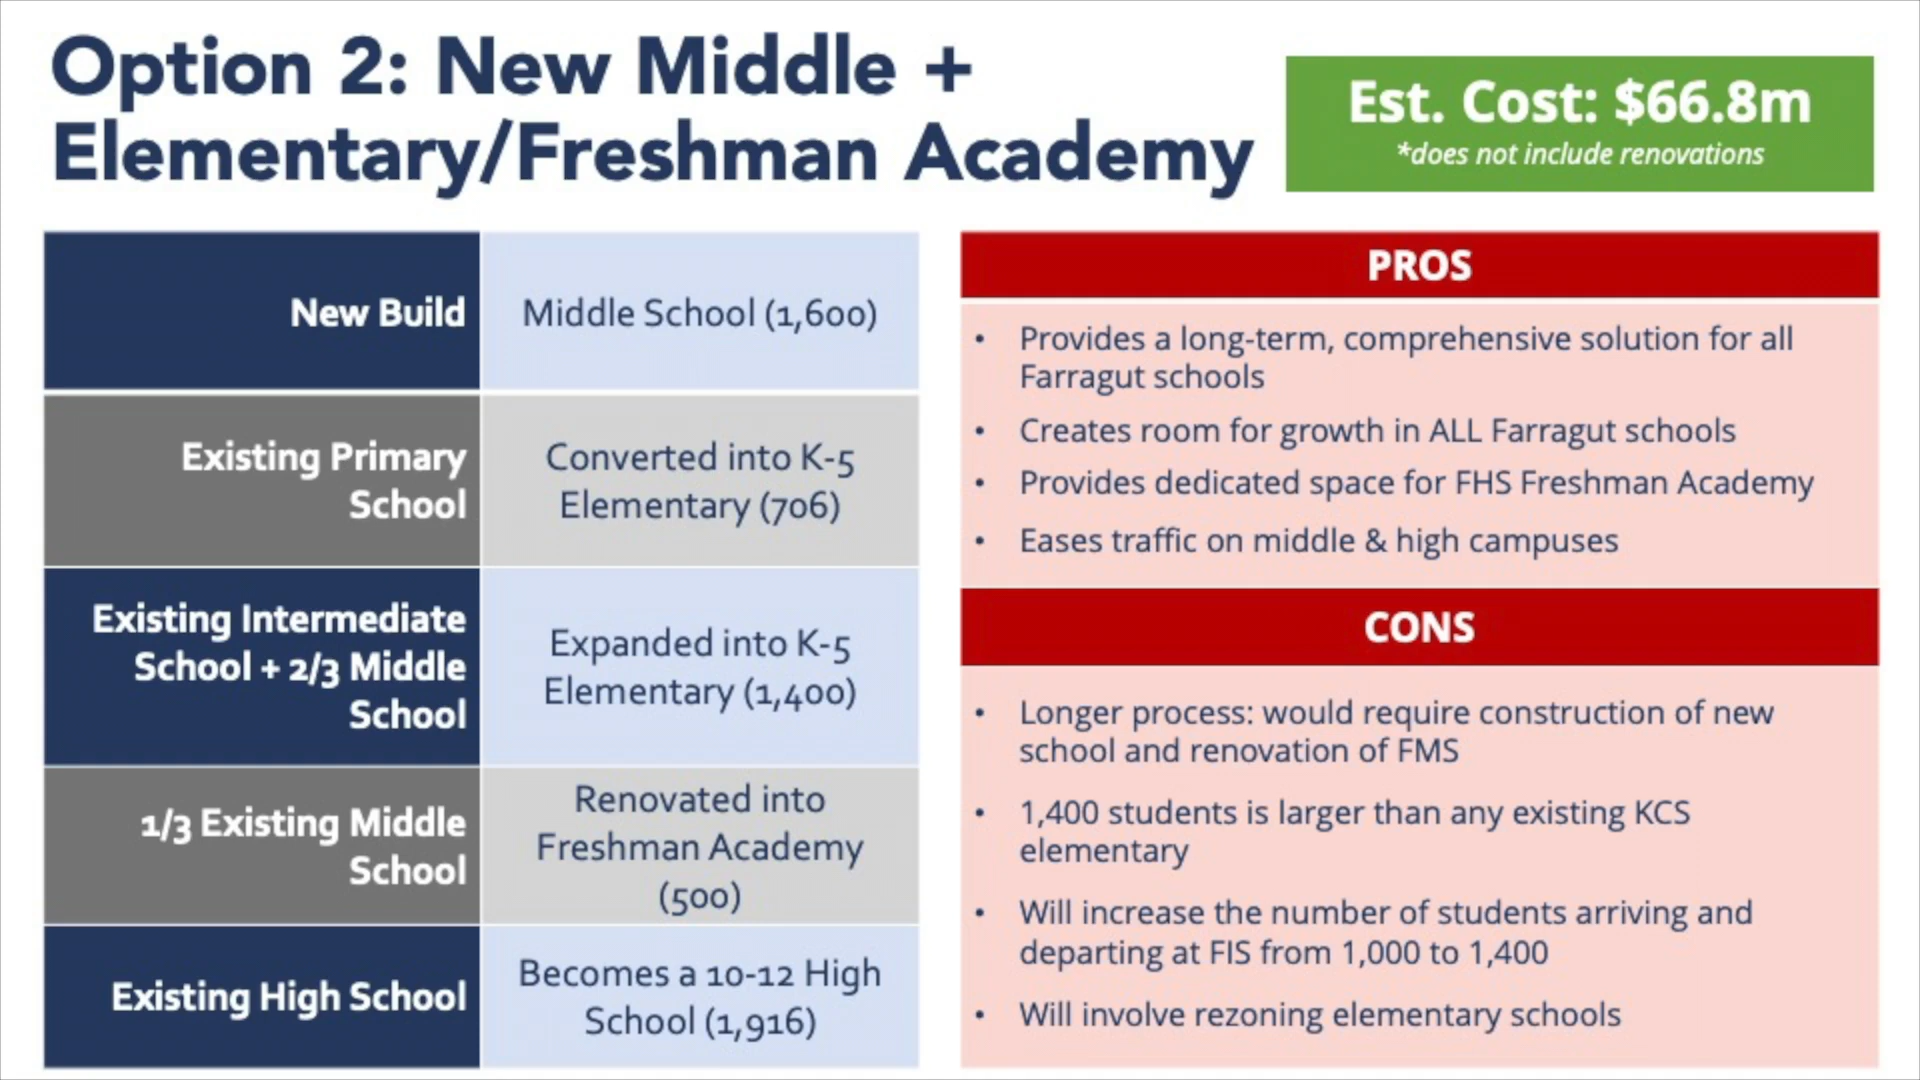 Option 2: New Middle +
Elementary/Freshman Academy
Est. Cost: $66.8m
*does not include renovations
New Build
Middle School (1,600)
Existing Primary
School
Converted into K-5
Elementary (706)
Existing Intermediate
School + 2/3 Middle
School
Expanded into K-5
Elementary (1,400)
1/3 Existing Middle
School
Renovated into
Freshman Academy
(500)
Existing High School
Becomes a 10-12 High
School (1,916)
PROS
• Provides a long-term, comprehensive solution for all
Farragut schools
• Creates room for growth in ALL Farragut schools
• Provides dedicated space for FHS Freshman Academy
• Eases traffic on middle & high campuses
CONS
• Longer process: would require construction of new
school and renovation of FMS
• 1,400 students is larger than any existing KCS
elementary
• Will increase the number of students arriving and
departing at FIS from 1,000 to 1,400
• Will involve rezoning elementary schools